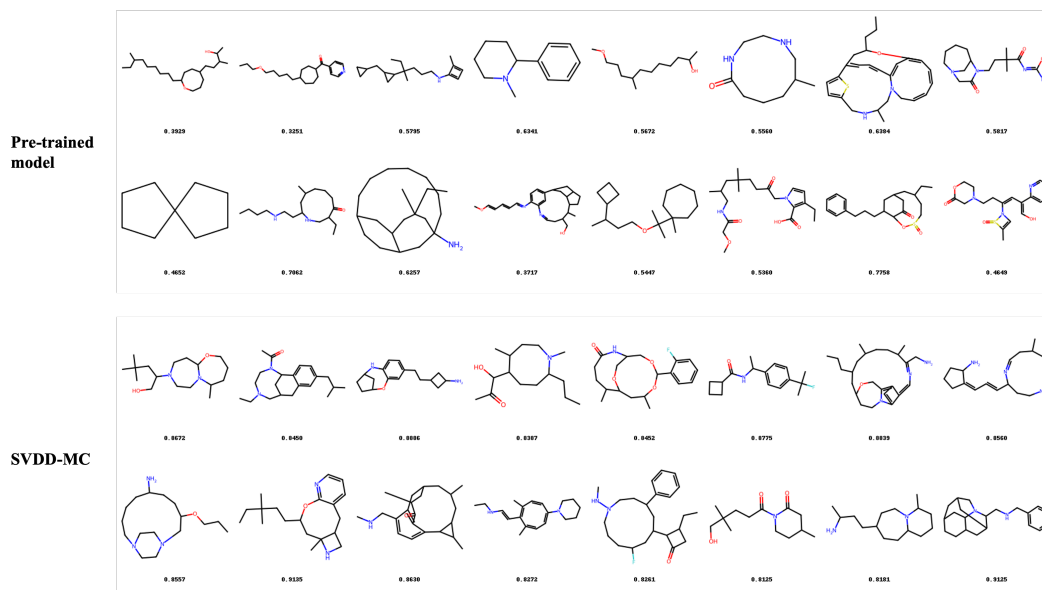 0.3929 0.3251 0.5795 0.6341 0.5672 0.5560 0.6384 0.5817
Pre-trained
model
0.4652 0.7062 0.6257 0.3717 0.5447 0.5360 0.7758 0.4649
0.8672 0.8450 0.8886 0.8387 0.8452 0.8775 0.8839 0.8560
SVDD-MC
0.8557 0.9135 0.8630 0.8272 0.8261 0.8125 0.8181 0.9125